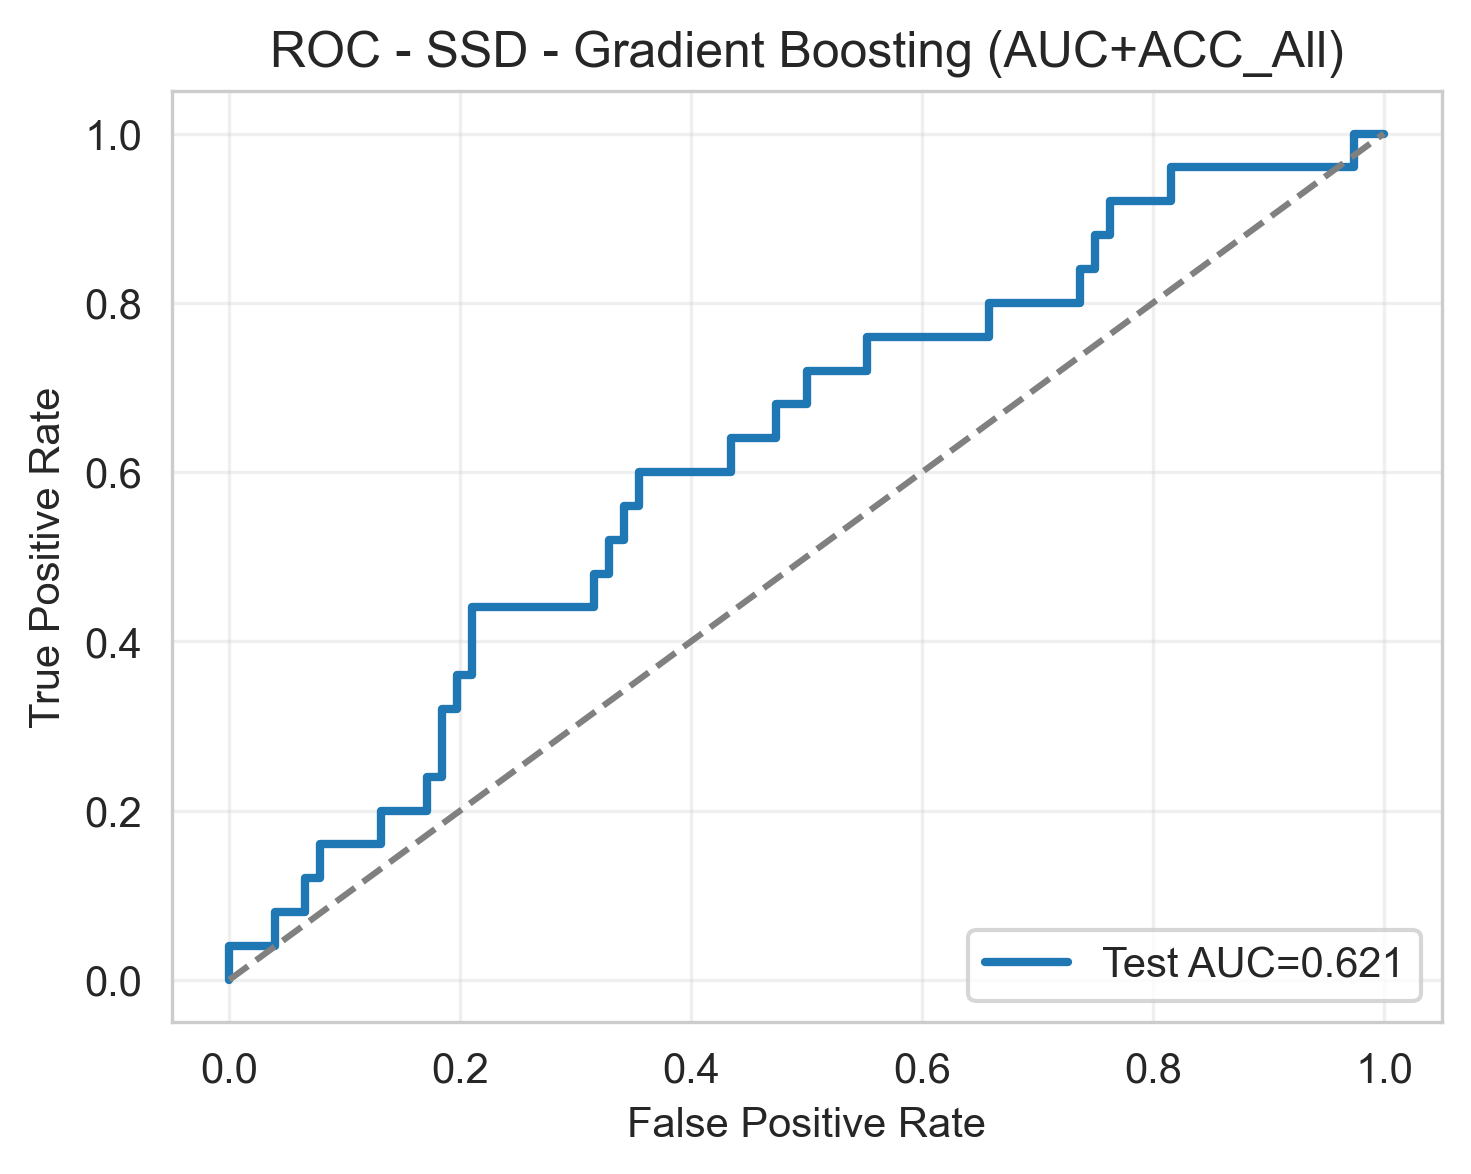 ROC - SSD - Gradient Boosting (AUC+ACC_All)
True Positive Rate
1.0
0.8
0.6
0.4
0.2
0.0
Test AUC=0.621
0.0 0.2 0.4 0.6 0.8 1.0
False Positive Rate